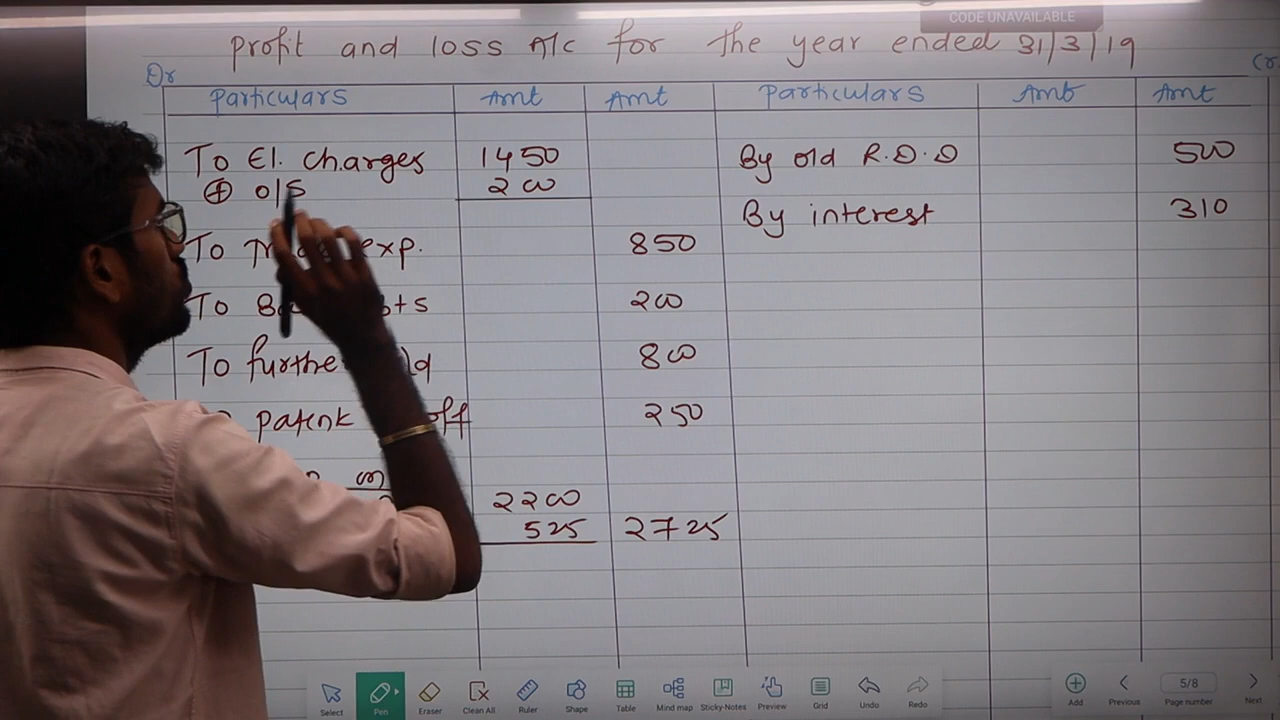 CODE UNAVAILABLE
Profit and loss A/c for the year ended 31/3/19
Dr
Particulars Amt Amt Particulars Amt Amt
To El. charges 1450 By old R.D.D 500
⊕ O/S 200
By interest 310
To exp. 850
To 200
To 800
patent off 250
on
2200
525 2725
Select Pen Eraser Clean All Ruler Shape Table Mind map Sticky-Notes Preview Grid Undo Redo Add Previous 5/8 Page number Next